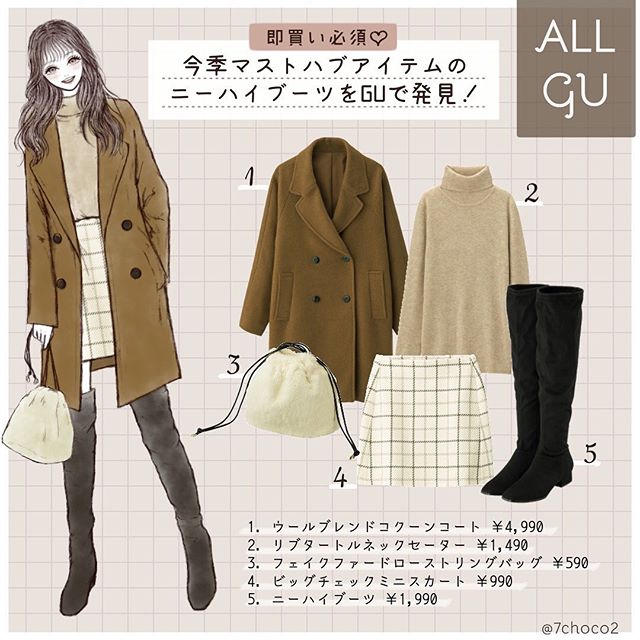 即買い必須♡
今季マストハブアイテムの
ニーハイブーツをGUで発見！
ALL
GU
1
2
3
4
5
1. ウールブレンドコクーンコート ¥4,990
2. リブタートルネックセーター ¥1,490
3. フェイクファードローストリングバッグ ¥590
4. ビッグチェックミニスカート ¥990
5. ニーハイブーツ ¥1,990
@7choco2